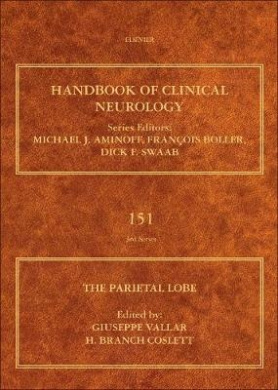 ELSEVIER
HANDBOOK OF CLINICAL
NEUROLOGY
Series Editors:
MICHAEL J. AMINOFF, FRANÇOIS BOLLER,
DICK F. SWAAB
151
3rd Series
THE PARIETAL LOBE
Edited by:
GIUSEPPE VALLAR
H. BRANCH COSLETT